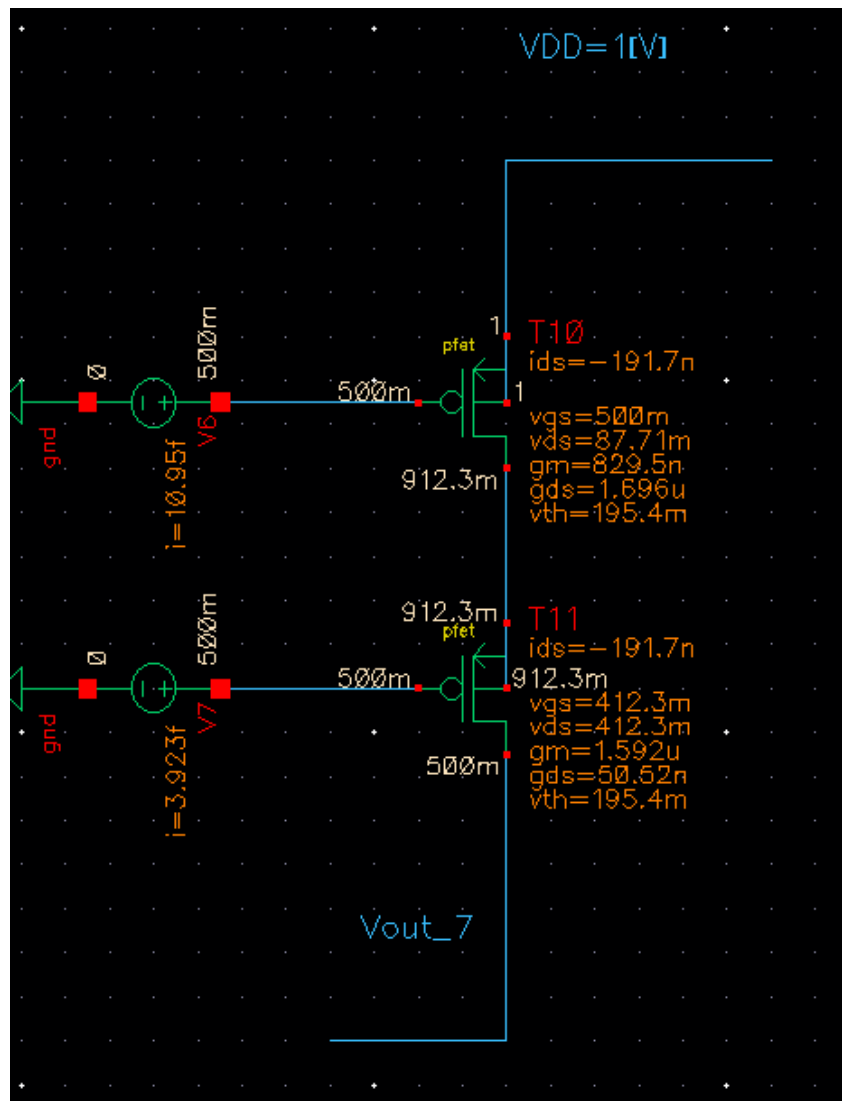 VDD=1[V]
1
T10
pfet
ids=-191.7n
0
500m
500m
1
vgs=500m
vds=87.71m
gm=829.5n
gds=1.696u
vth=195.4m
gnd
V6
i=10.95f
912.3m
912.3m
T11
pfet
ids=-191.7n
0
500m
500m
912.3m
vgs=412.3m
vds=412.3m
gm=1.592u
gds=50.52n
vth=195.4m
gnd
V7
i=3.923f
500m
Vout_7